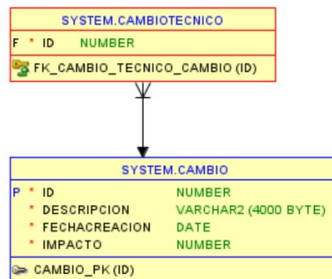 SYSTEM.CAMBIOTECNICO
F * ID NUMBER
FK_CAMBIO_TECNICO_CAMBIO (ID)
SYSTEM.CAMBIO
P * ID NUMBER
* DESCRIPCION VARCHAR2 (4000 BYTE)
* FECHACREACION DATE
* IMPACTO NUMBER
CAMBIO_PK (ID)